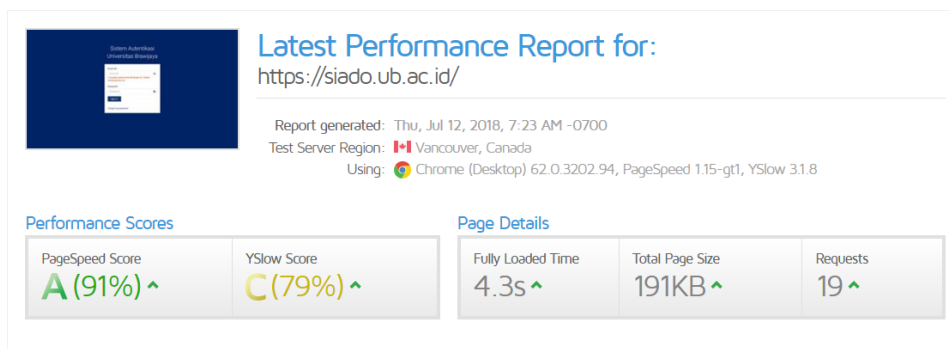 Sistem Autentikasi
Universitas Brawijaya
Latest Performance Report for:
https://siado.ub.ac.id/
Report generated: Thu, Jul 12, 2018, 7:23 AM -0700
Test Server Region: Vancouver, Canada
Using: Chrome (Desktop) 62.0.3202.94, PageSpeed 1.15-gt1, YSlow 3.1.8
Performance Scores
PageSpeed Score
A (91%)
YSlow Score
C (79%)
Page Details
Fully Loaded Time
4.3s
Total Page Size
191KB
Requests
19